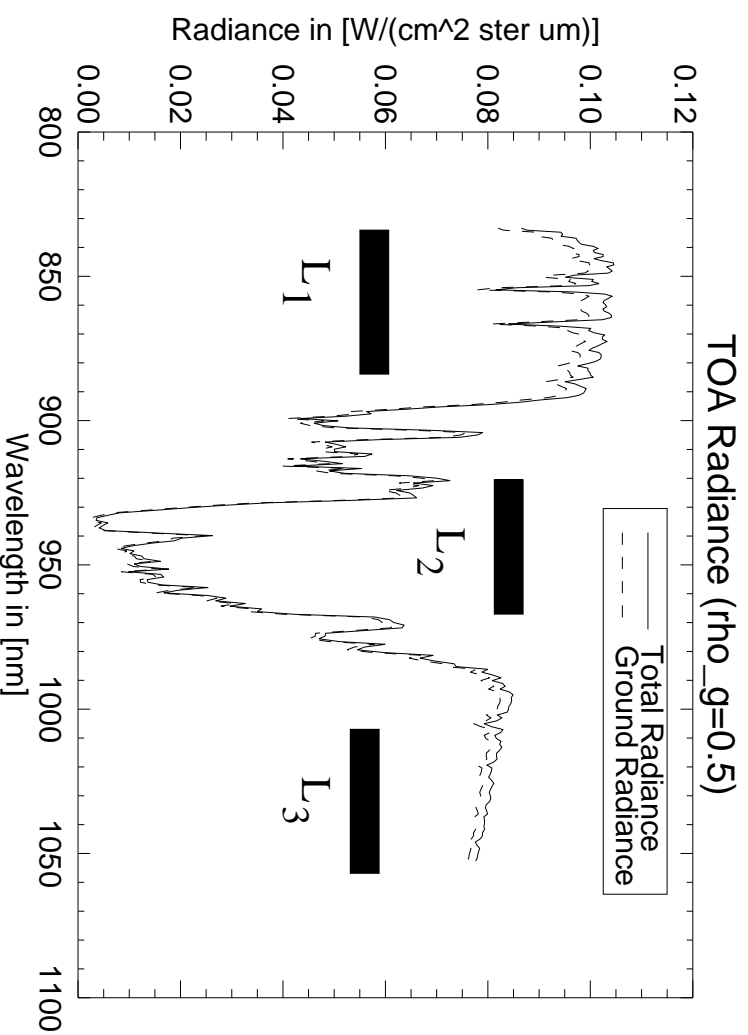 TOA Radiance (rho_g=0.5)
Radiance in [W/(cm^2 ster um)]
0.12
0.10
0.08
0.06
0.04
0.02
0.00
Total Radiance
Ground Radiance
L1
L2
L3
800
850
900
950
1000
1050
1100
Wavelength in [nm]